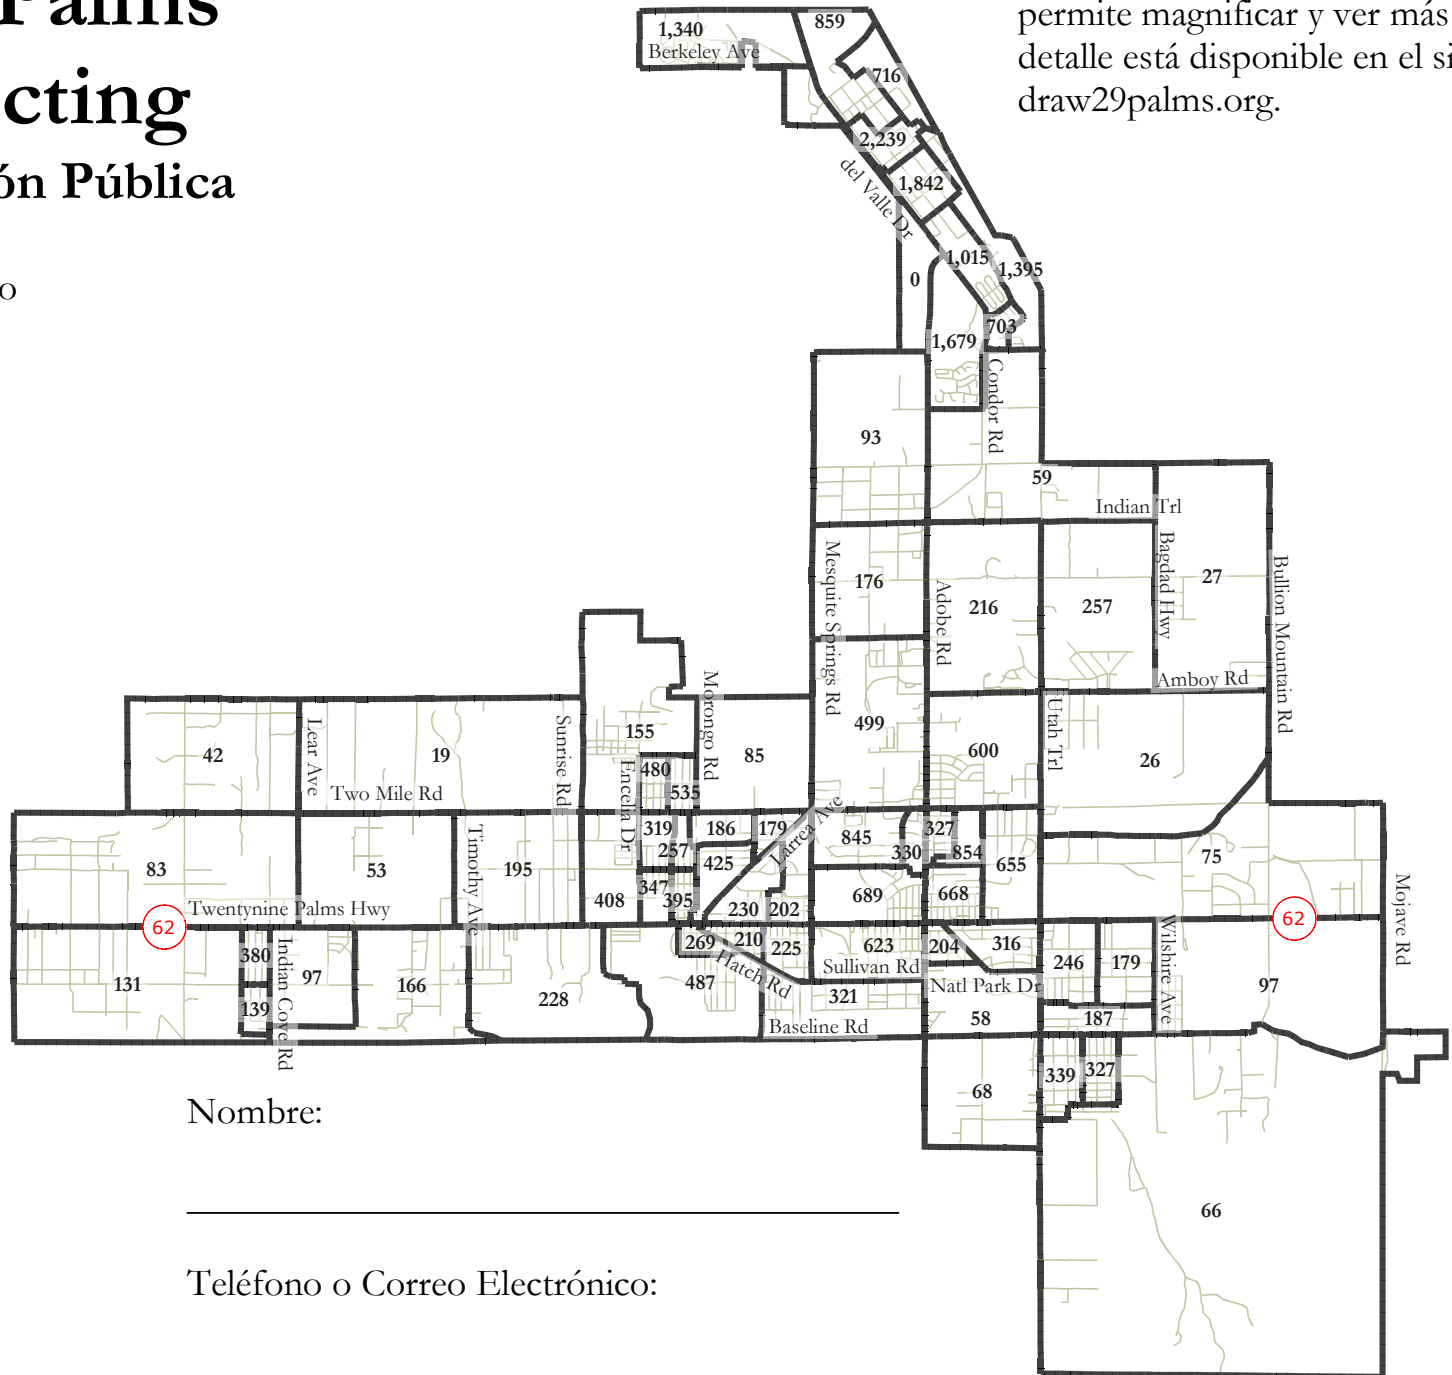 Palms
cting
ón Pública
o
permite magnificar y ver más
detalle está disponible en el si
draw29palms.org.
1,340
859
Berkeley Ave
716
2,239
1,842
del Valle Dr
1,015
1,395
0
703
1,679
Condor Rd
93
59
Indian Trl
Mesquite Springs Rd
176
Adobe Rd
216
257
Bagdad Hwy
27
Bullion Mountain Rd
Amboy Rd
42
Lear Ave
19
Two Mile Rd
Sunrise Rd
155
Morongo Rd
85
499
600
Utah Trl
26
480
535
Encelia Dr
319
257
186
179
Larrea Ave
425
845
330
327
854
655
75
83
53
Timothy Ave
195
408
347
395
230
202
689
668
Twentynine Palms Hwy
62
62
Mojave Rd
380
Indian Cove Rd
97
139
131
166
228
269
210
225
Hatch Rd
487
623
Sullivan Rd
321
Baseline Rd
204
316
Natl Park Dr
58
246
179
187
Wilshire Ave
97
68
339
327
66
Nombre:
Teléfono o Correo Electrónico: